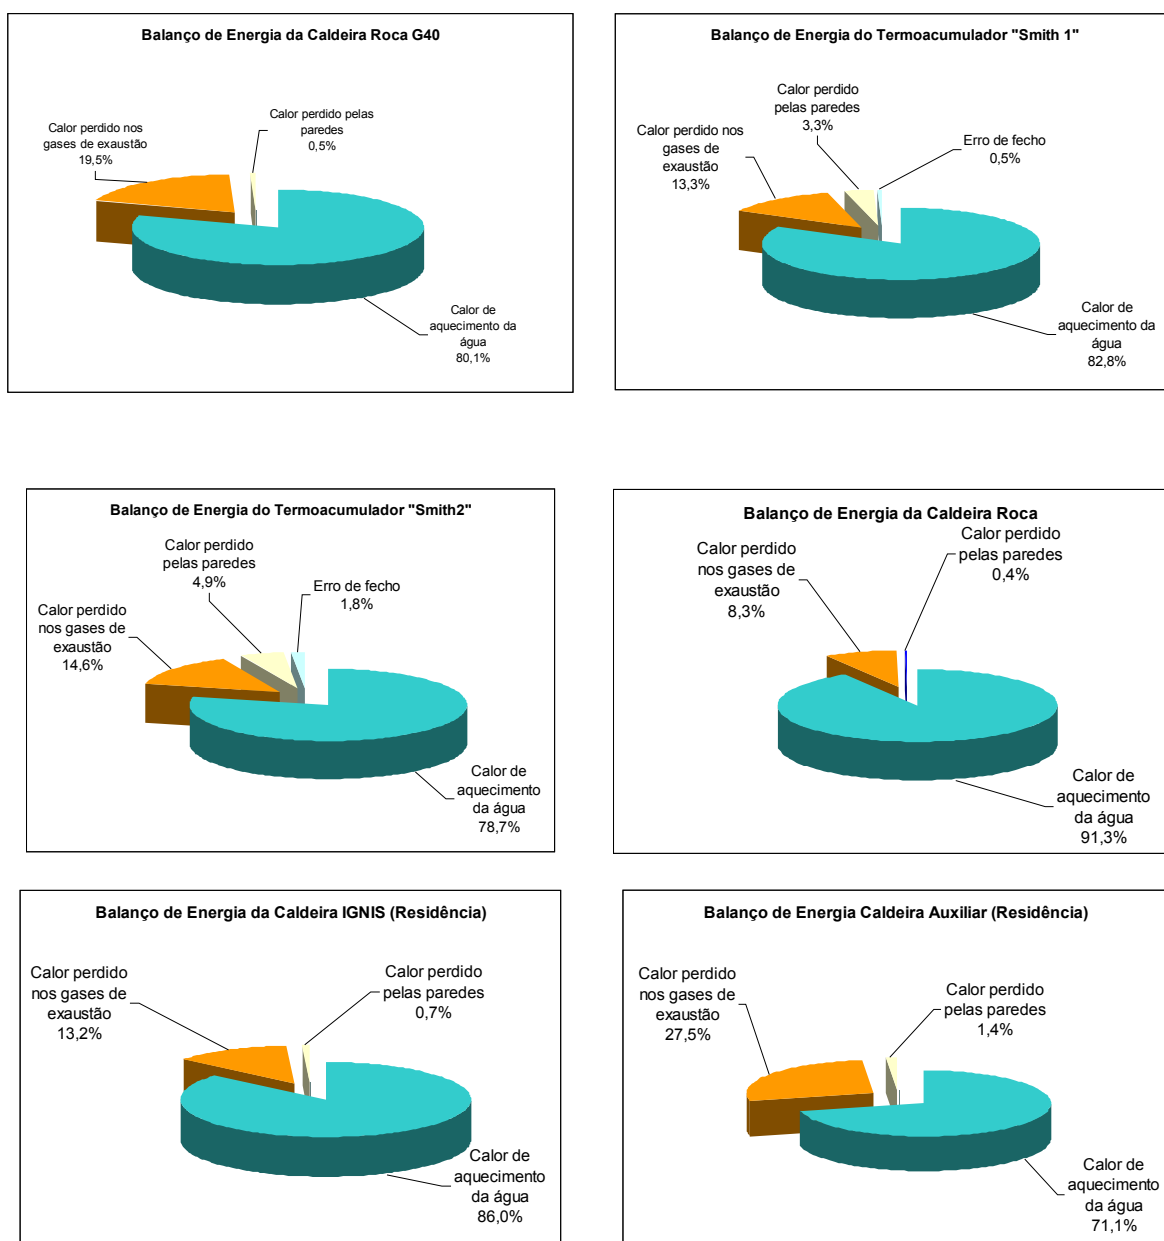 Balanço de Energia da Caldeira Roca G40
Calor perdido pelas
paredes
0,5%
Calor perdido nos
gases de exaustão
19,5%
Calor de
aquecimento da
água
80,1%
Balanço de Energia do Termoacumulador "Smith 1"
Calor perdido
pelas paredes
3,3%
Calor perdido nos
gases de
exaustão
13,3%
Erro de fecho
0,5%
Calor de
aquecimento da
água
82,8%
Balanço de Energia do Termoacumulador "Smith2"
Calor perdido
pelas paredes
4,9%
Erro de fecho
1,8%
Calor perdido
nos gases de
exaustão
14,6%
Calor de
aquecimento
da água
78,7%
Balanço de Energia da Caldeira Roca
Calor perdido
pelas paredes
0,4%
Calor perdido
nos gases de
exaustão
8,3%
Calor de
aquecimento
da água
91,3%
Balanço de Energia da Caldeira IGNIS (Residência)
Calor perdido
nos gases de
exaustão
13,2%
Calor perdido
pelas paredes
0,7%
Calor de
aquecimento
da água
86,0%
Balanço de Energia Caldeira Auxiliar (Residência)
Calor perdido
nos gases de
exaustão
27,5%
Calor perdido
pelas paredes
1,4%
Calor de
aquecimento da
água
71,1%